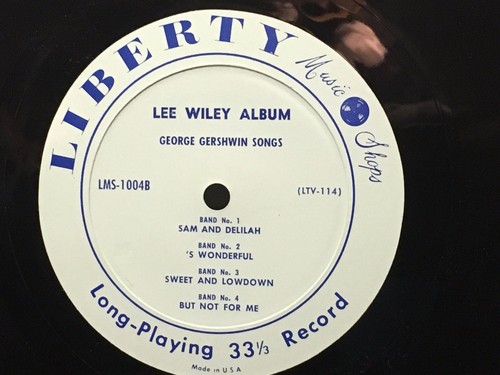 LIBERTY
Music Shops
LEE WILEY ALBUM
GEORGE GERSHWIN SONGS
LMS-1004B
(LTV-114)
BAND No. 1
SAM AND DELILAH
BAND No. 2
'S WONDERFUL
BAND No. 3
SWEET AND LOWDOWN
BAND No. 4
BUT NOT FOR ME
Long-Playing 33⅓ Record
Made in U S A